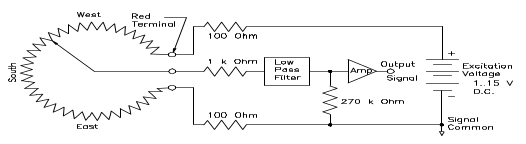 West
Red
Terminal
100 Ohm
South
1 k Ohm
Low
Pass
Filter
Amp
Output
Signal
+
Excitation
Voltage
1..15 V
D.C.
-
270 k Ohm
East
100 Ohm
Signal
Common